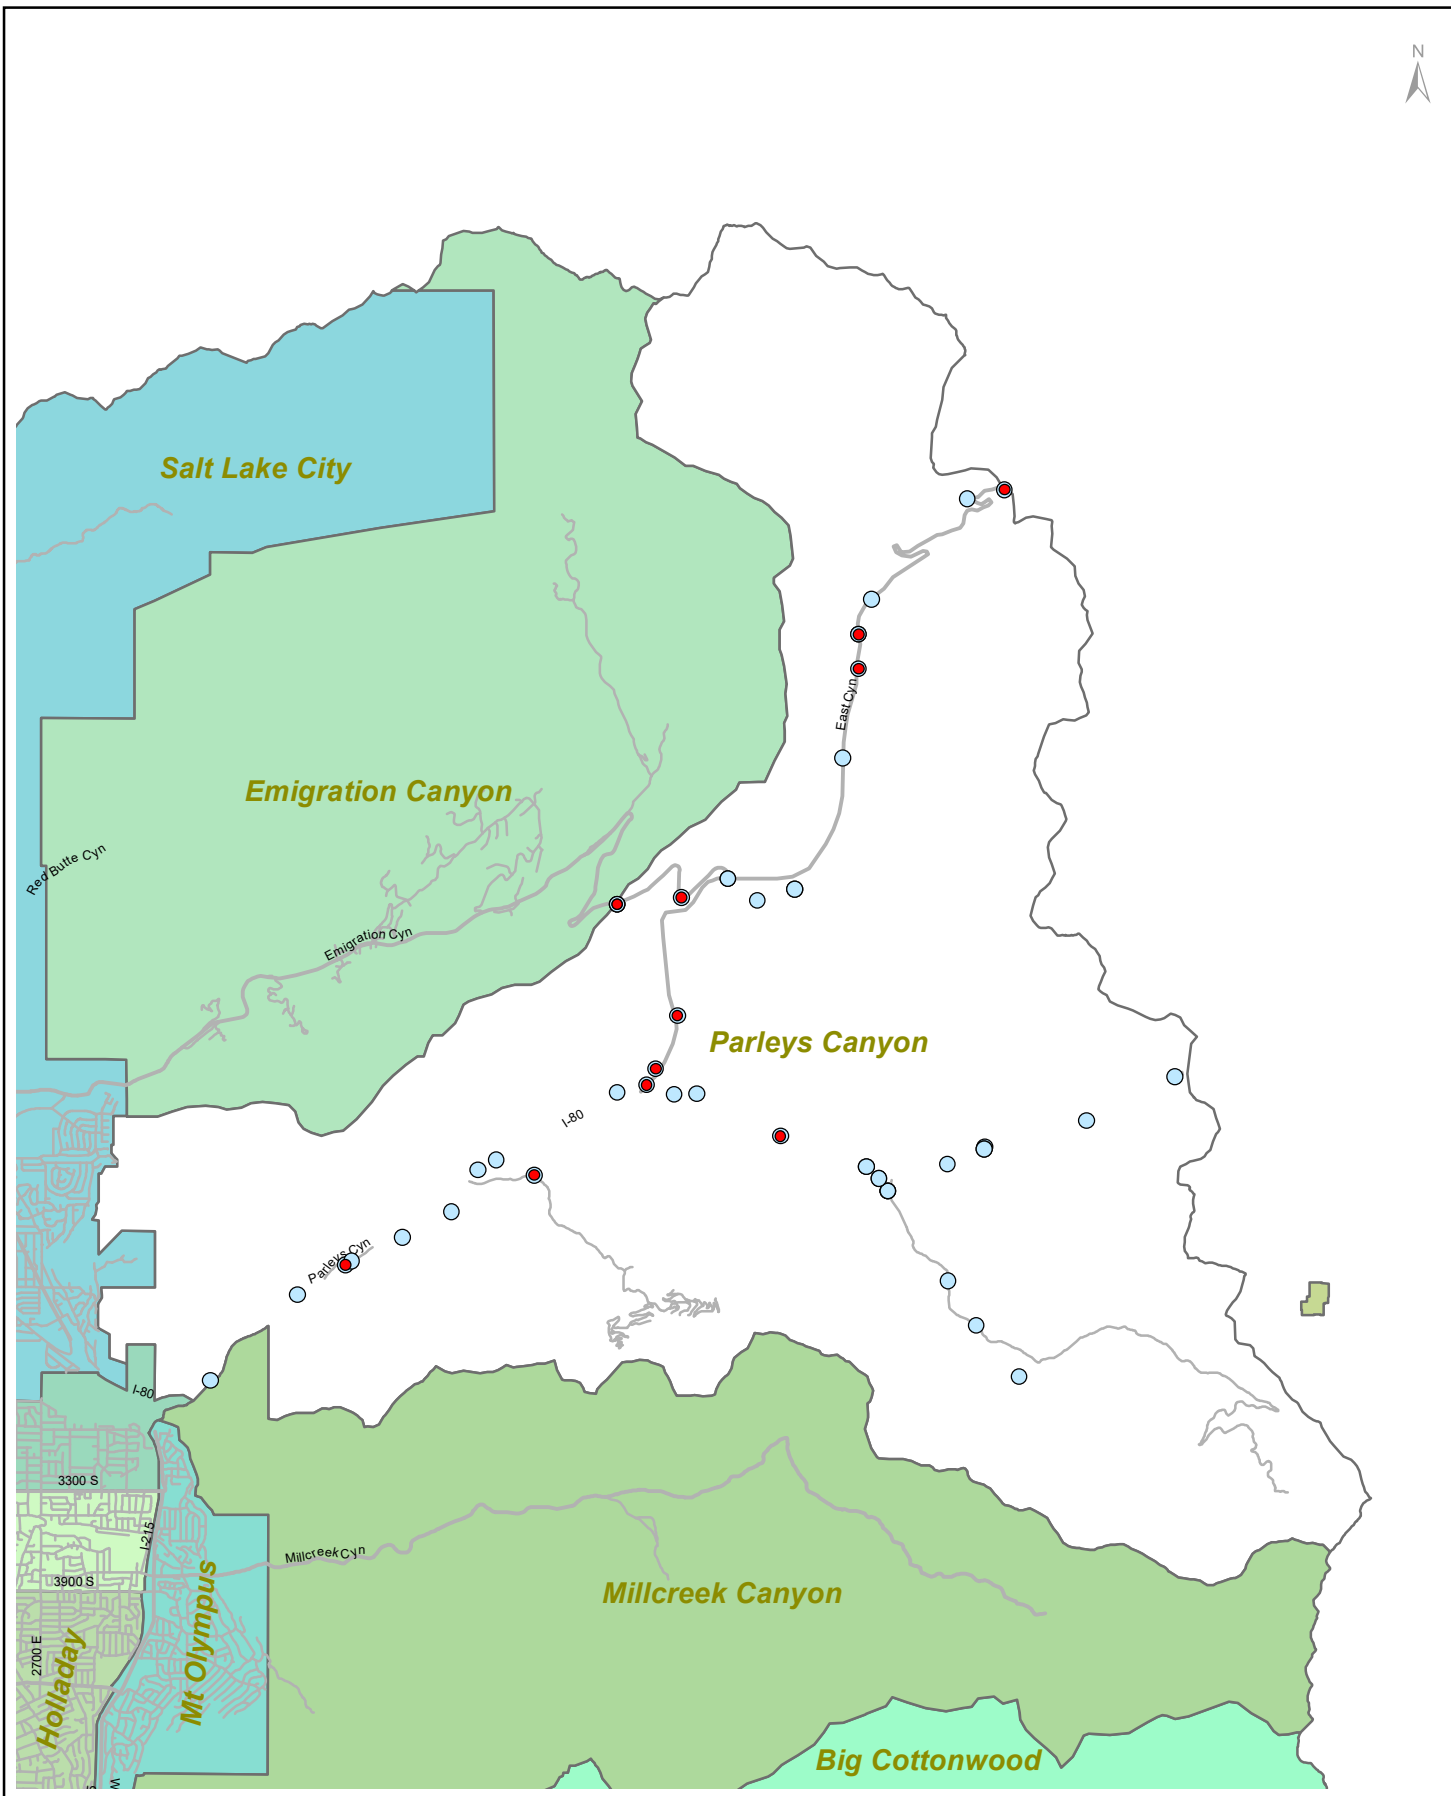 N
Salt Lake City
East Cyn
Emigration Canyon
Red Butte Cyn
Emigration Cyn
Parleys Canyon
I-80
Parleys Cyn
I-80
3300 S
I-215
Millcreek Cyn
3900 S
Millcreek Canyon
Mt Olympus
2700 E
Holladay
Big Cottonwood